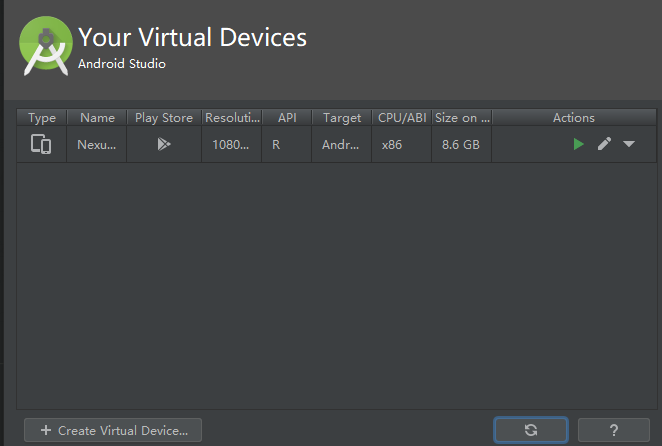 Your Virtual Devices
Android Studio
Type Name Play Store Resoluti... API Target CPU/ABI Size on ... Actions
Nexu... 1080... R Andr... x86 8.6 GB
+ Create Virtual Device...
?